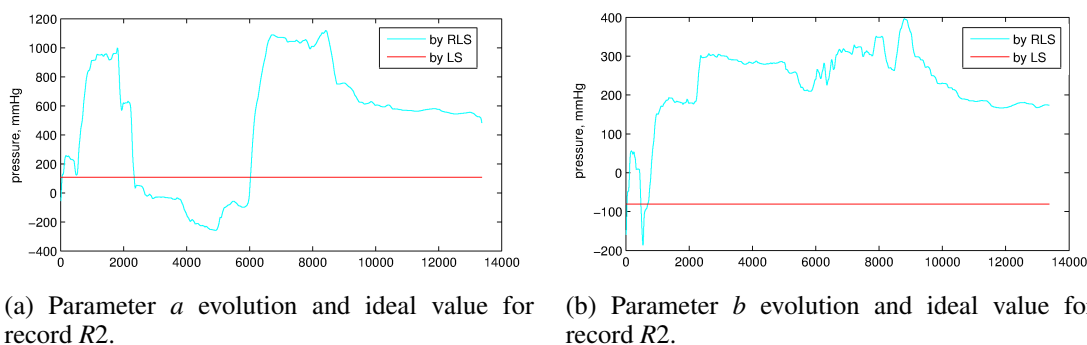 1200
1000
800
600
400
200
0
−200
−400
pressure, mmHg
by RLS
by LS
0 2000 4000 6000 8000 10000 12000 14000
(a) Parameter a evolution and ideal value for
record R2.
400
300
200
100
0
−100
−200
pressure, mmHg
by RLS
by LS
0 2000 4000 6000 8000 10000 12000 14000
(b) Parameter b evolution and ideal value fo
record R2.